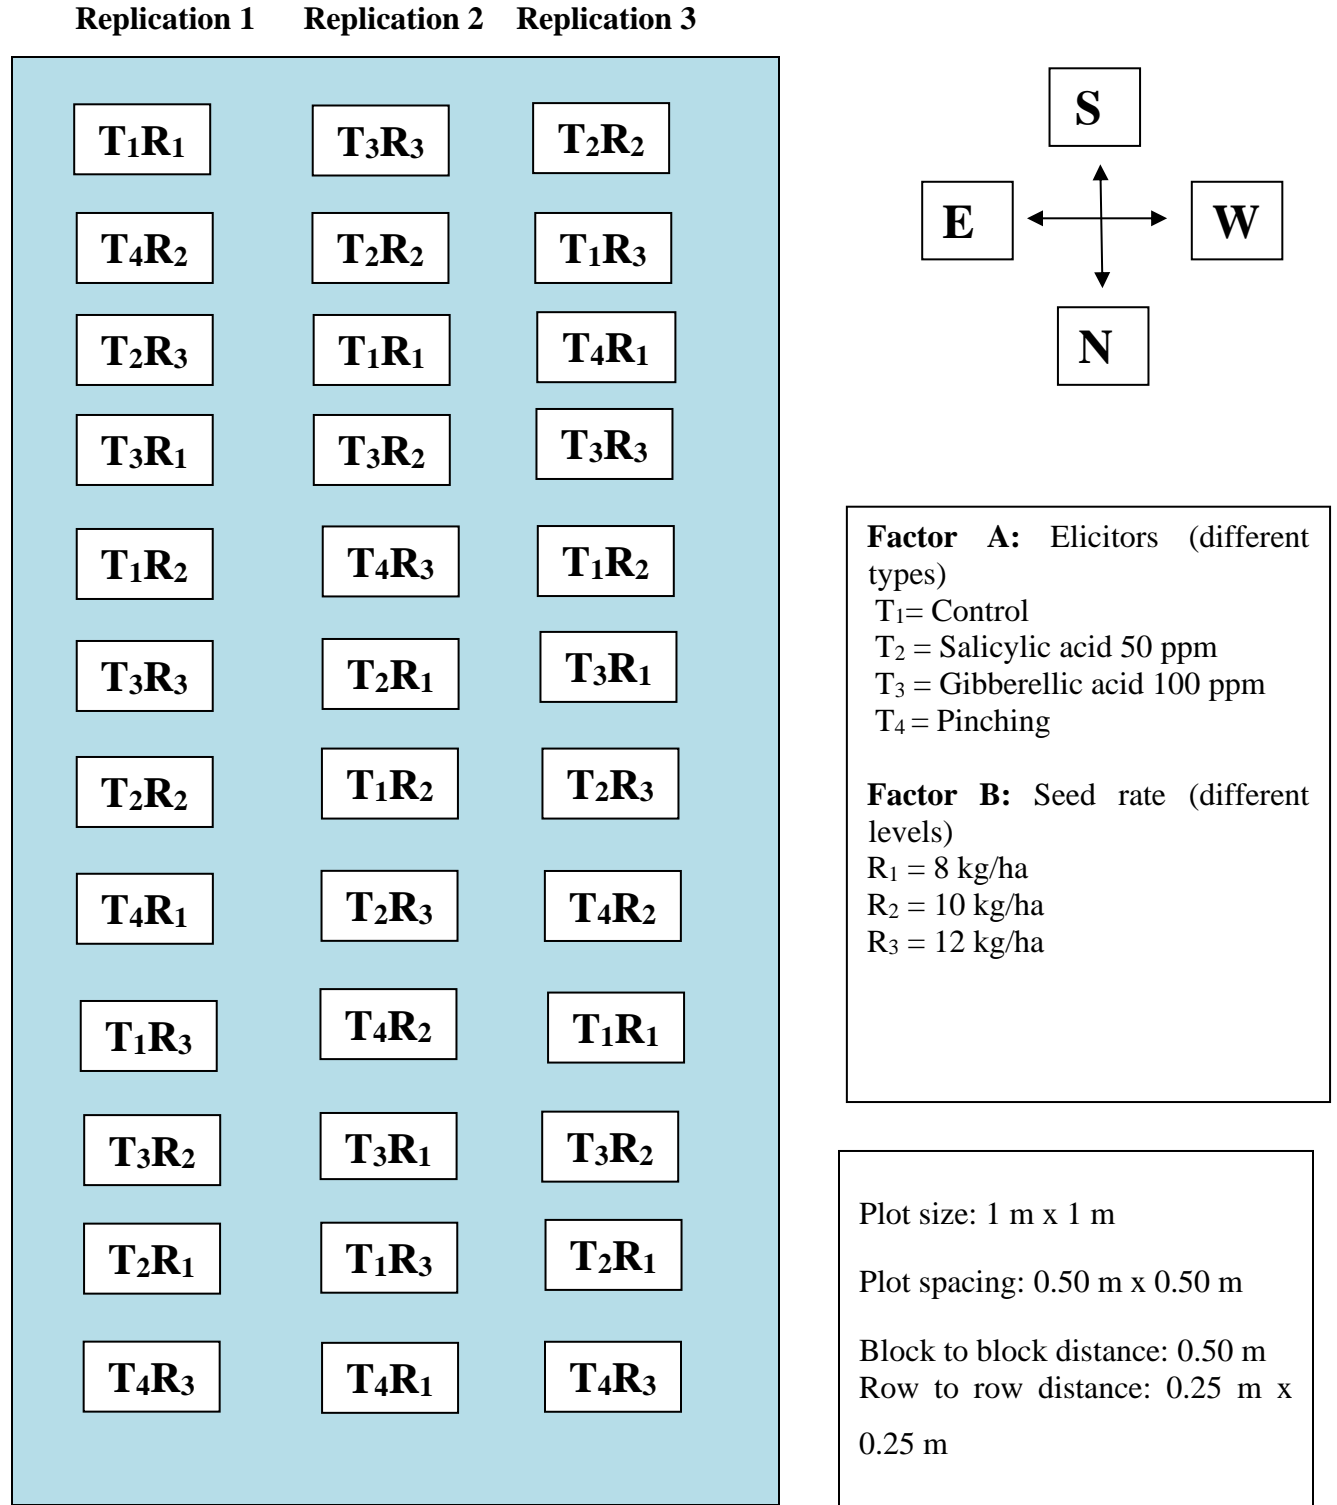 Replication 1 Replication 2 Replication 3
T₁R₁ T₃R₃ T₂R₂
T₄R₂ T₂R₂ T₁R₃
T₂R₃ T₁R₁ T₄R₁
T₃R₁ T₃R₂ T₃R₃
T₁R₂ T₄R₃ T₁R₂
T₃R₃ T₂R₁ T₃R₁
T₂R₂ T₁R₂ T₂R₃
T₄R₁ T₂R₃ T₄R₂
T₁R₃ T₄R₂ T₁R₁
T₃R₂ T₃R₁ T₃R₂
T₂R₁ T₁R₃ T₂R₁
T₄R₃ T₄R₁ T₄R₃
S
E W
N
Factor A: Elicitors (different
types)
T₁= Control
T₂ = Salicylic acid 50 ppm
T₃ = Gibberellic acid 100 ppm
T₄ = Pinching
Factor B: Seed rate (different
levels)
R₁ = 8 kg/ha
R₂ = 10 kg/ha
R₃ = 12 kg/ha
Plot size: 1 m x 1 m
Plot spacing: 0.50 m x 0.50 m
Block to block distance: 0.50 m
Row to row distance: 0.25 m x
0.25 m